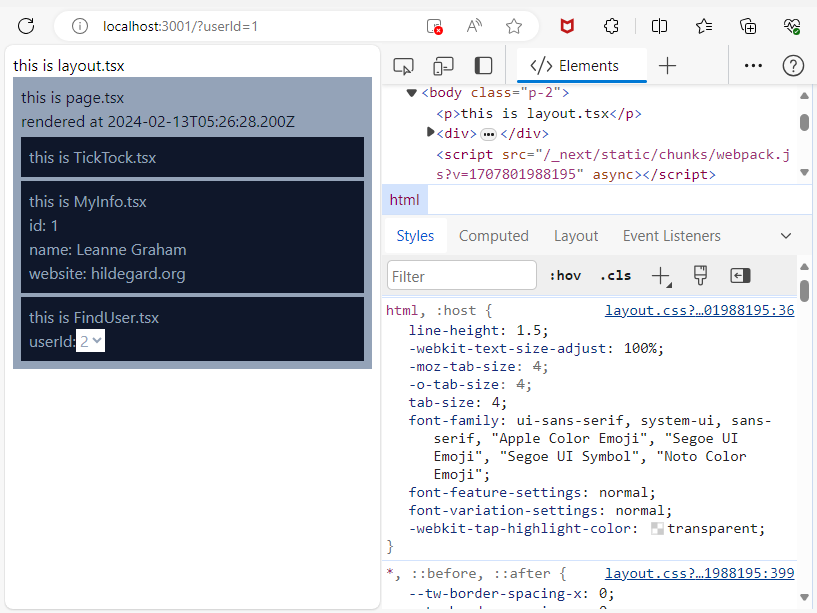 localhost:3001/?userId=1
this is layout.tsx
this is page.tsx
rendered at 2024-02-13T05:26:28.200Z
this is TickTock.tsx
this is MyInfo.tsx
id: 1
name: Leanne Graham
website: hildegard.org
this is FindUser.tsx
userId: 2
</> Elements
<body class="p-2">
<p>this is layout.tsx</p>
<div> ••• </div>
<script src="/_next/static/chunks/webpack.j
s?v=1707801988195" async></script>
html
Styles Computed Layout Event Listeners
Filter :hov .cls
html, :host { layout.css?…01988195:36
line-height: 1.5;
-webkit-text-size-adjust: 100%;
-moz-tab-size: 4;
-o-tab-size: 4;
tab-size: 4;
font-family: ui-sans-serif, system-ui, sans-
serif, "Apple Color Emoji", "Segoe UI
Emoji", "Segoe UI Symbol", "Noto Color
Emoji";
font-feature-settings: normal;
font-variation-settings: normal;
-webkit-tap-highlight-color: transparent;
}
*, ::before, ::after { layout.css?…1988195:399
--tw-border-spacing-x: 0;